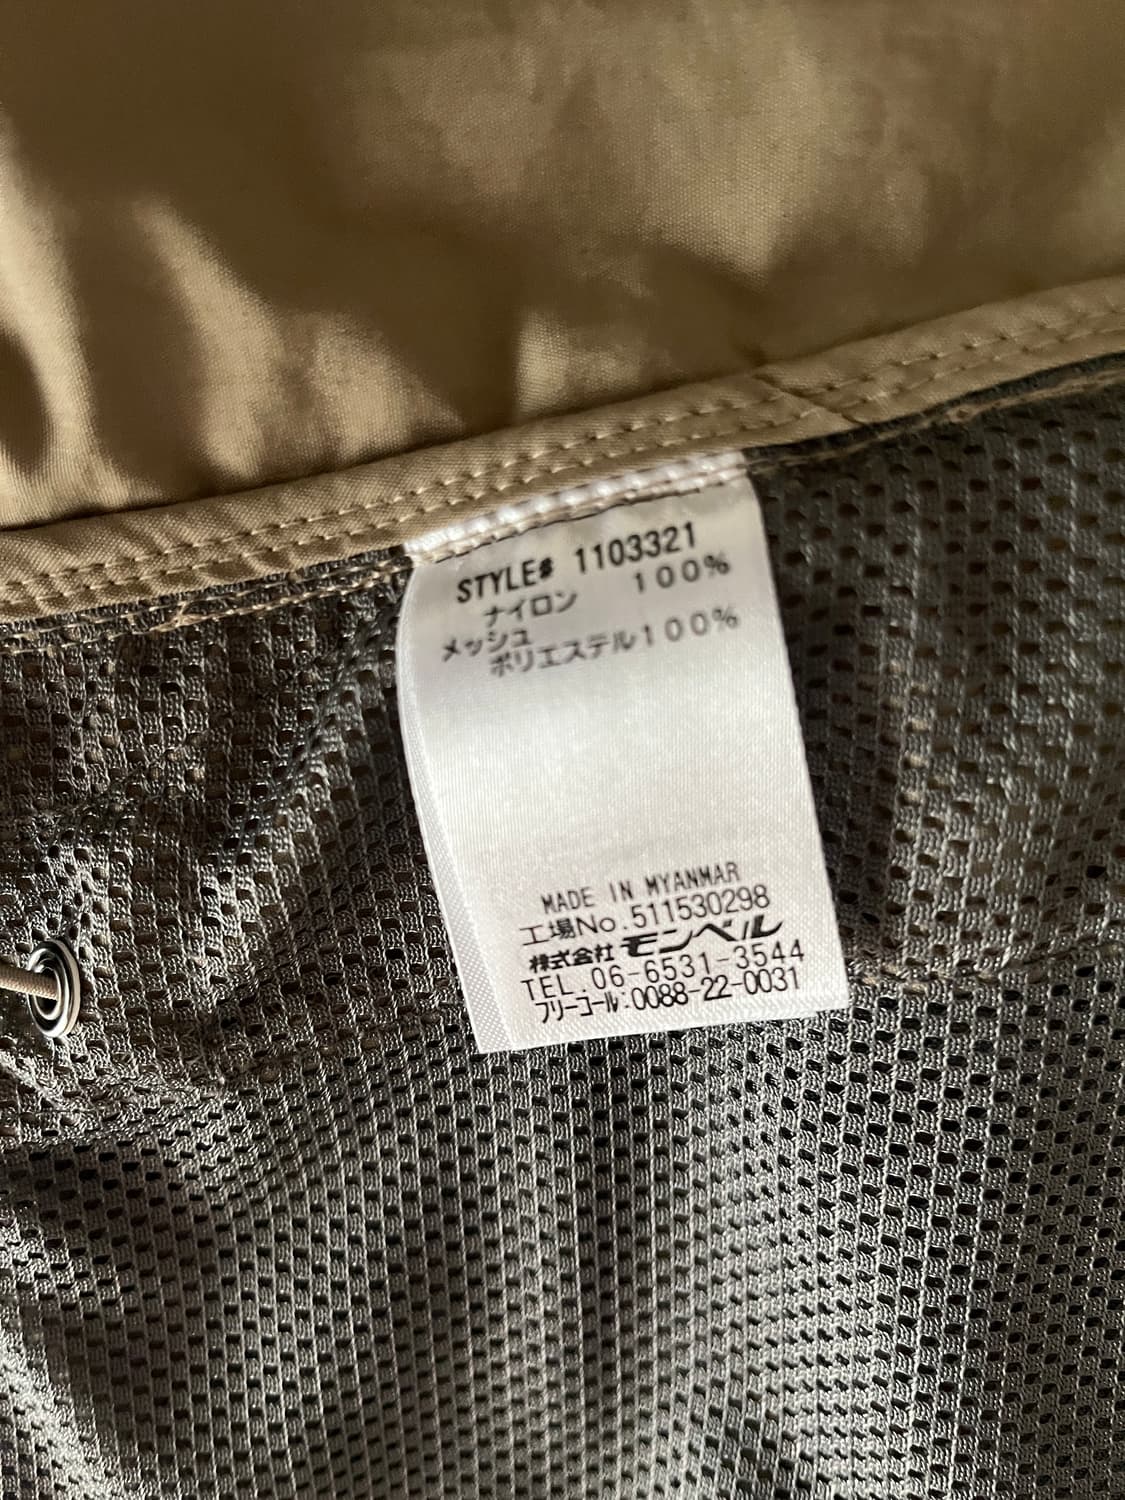 STYLE# 1103321
ナイロン 100%
メッシュ
ポリエステル100%
MADE IN MYANMAR
工場No.511530298
株式会社 モンベル
TEL.06-6531-3544
フリーコール:0088-22-0031